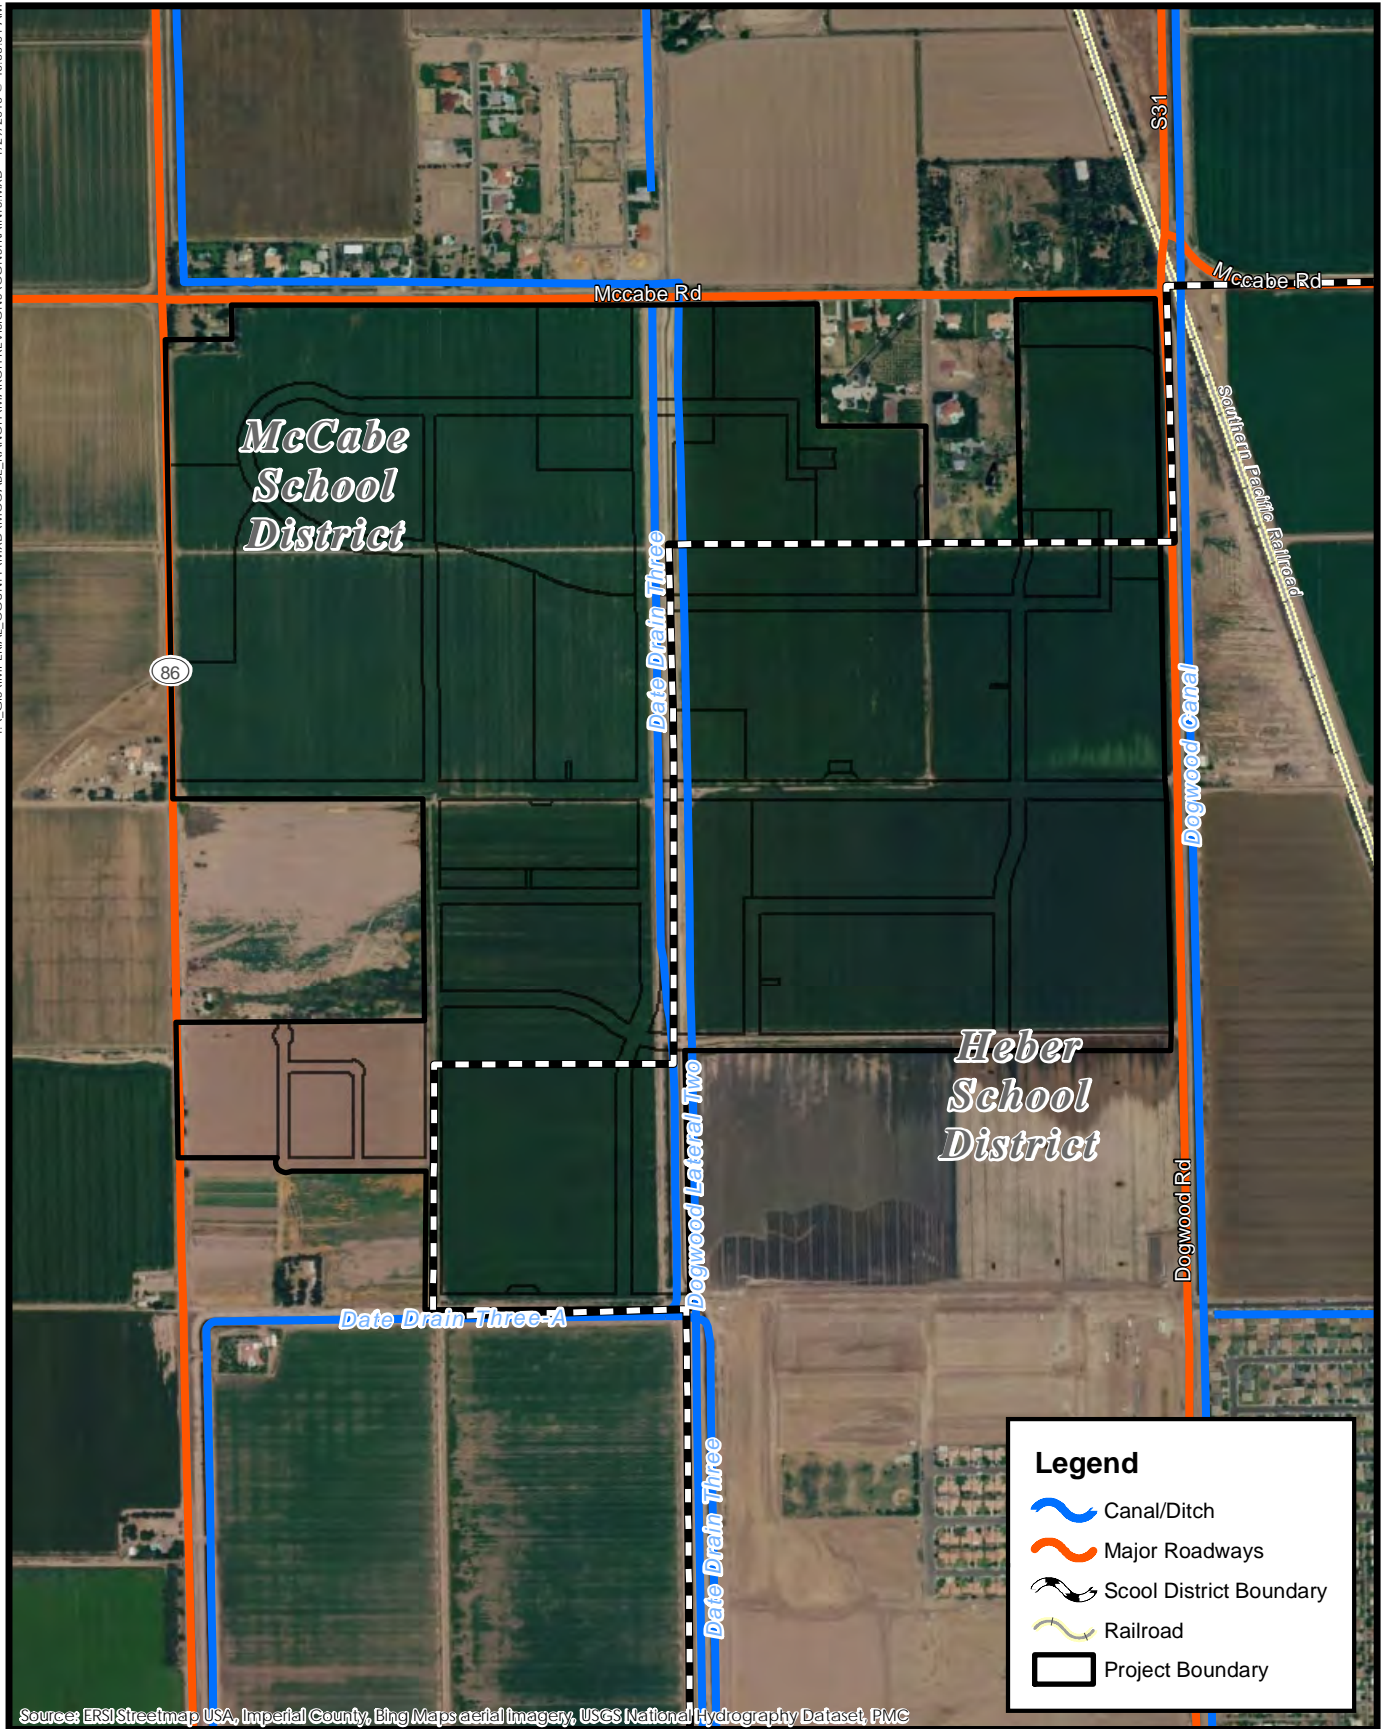 S31
Mccabe Rd
Mccabe Rd
McCabe
School
District
Southern Pacific Railroad
Date Drain Three
86
Dogwood Canal
Heber
School
District
Dogwood Lateral Two
Dogwood Rd
Date Drain Three-A
Date Drain Three
Legend
Canal/Ditch
Major Roadways
Scool District Boundary
Railroad
Project Boundary
Source: ERSI Streetmap USA, Imperial County, Bing Maps aerial imagery, USGS National Hydrography Dataset, PMC